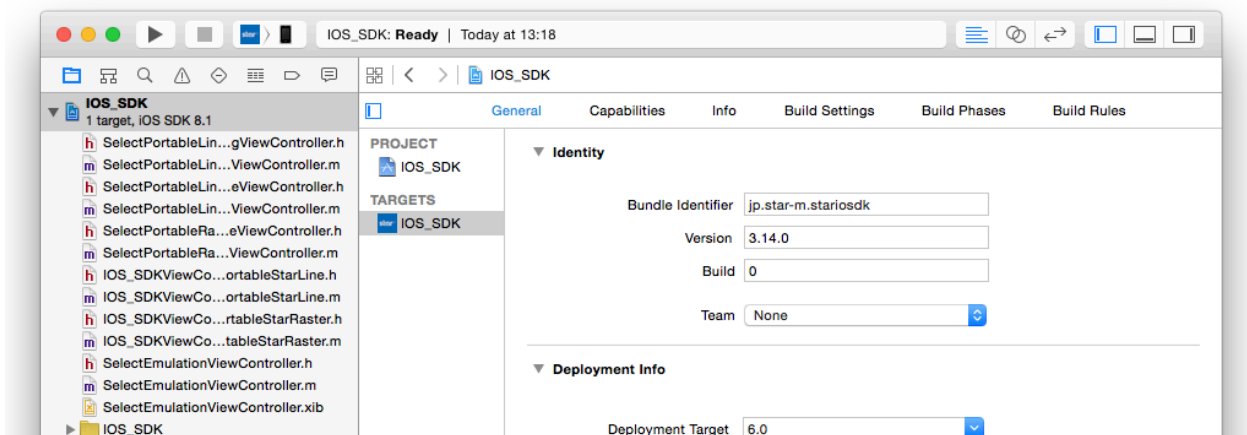 IOS_SDK: Ready | Today at 13:18
IOS_SDK
IOS_SDK
1 target, iOS SDK 8.1
h SelectPortableLin...gViewController.h
m SelectPortableLin...ViewController.m
h SelectPortableLin...eViewController.h
m SelectPortableLin...ViewController.m
h SelectPortableRa...eViewController.h
m SelectPortableRa...ViewController.m
h IOS_SDKViewCo...ortableStarLine.h
m IOS_SDKViewCo...ortableStarLine.m
h IOS_SDKViewCo...rtableStarRaster.h
m IOS_SDKViewCo...tableStarRaster.m
h SelectEmulationViewController.h
m SelectEmulationViewController.m
SelectEmulationViewController.xib
IOS_SDK
General Capabilities Info Build Settings Build Phases Build Rules
PROJECT
IOS_SDK
TARGETS
star IOS_SDK
Identity
Bundle Identifier jp.star-m.stariosdk
Version 3.14.0
Build 0
Team None
Deployment Info
Deployment Target 6.0